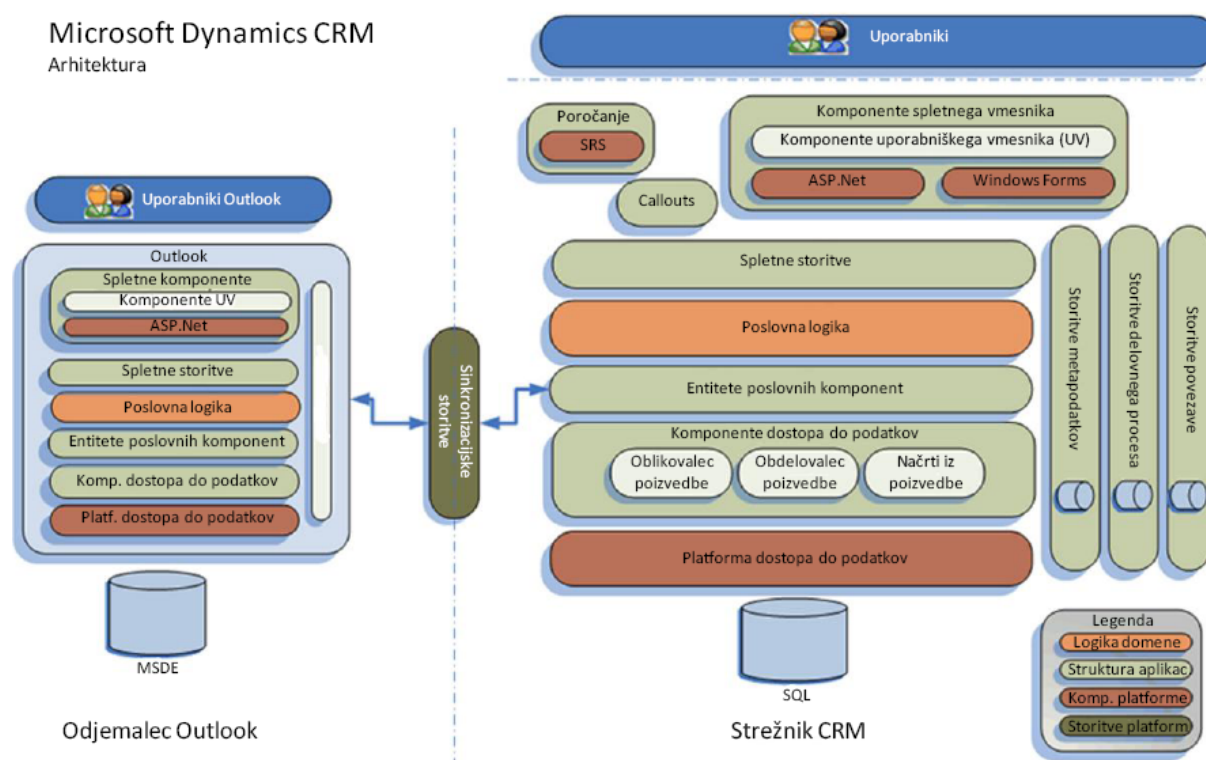 Microsoft Dynamics CRM
Arhitektura
Uporabniki
Poročanje
SRS
Callouts
Komponente spletnega vmesnika
Komponente uporabniškega vmesnika (UV)
ASP.Net
Windows Forms
Uporabniki Outlook
Outlook
Spletne komponente
Komponente UV
ASP.Net
Spletne storitve
Poslovna logika
Entitete poslovnih component
Komp. dostopa do podatkov
Platf. dostopa do podatkov
MSDE
Odjemalec Outlook
Sinkronizacijske
storitve
Spletne storitve
Poslovna logika
Entitete poslovnih component
Komponente dostopa do podatkov
Oblikovalec
poizvedbe
Obdelovalec
poizvedbe
Načrti iz
poizvedbe
Platforma dostopa do podatkov
SQL
Strežnik CRM
Storitve metapodatkov
Storitve delovnega procesa
Storitve povezave
Legenda
Logika domene
Struktura aplikac
Komp. platforme
Storitve platform